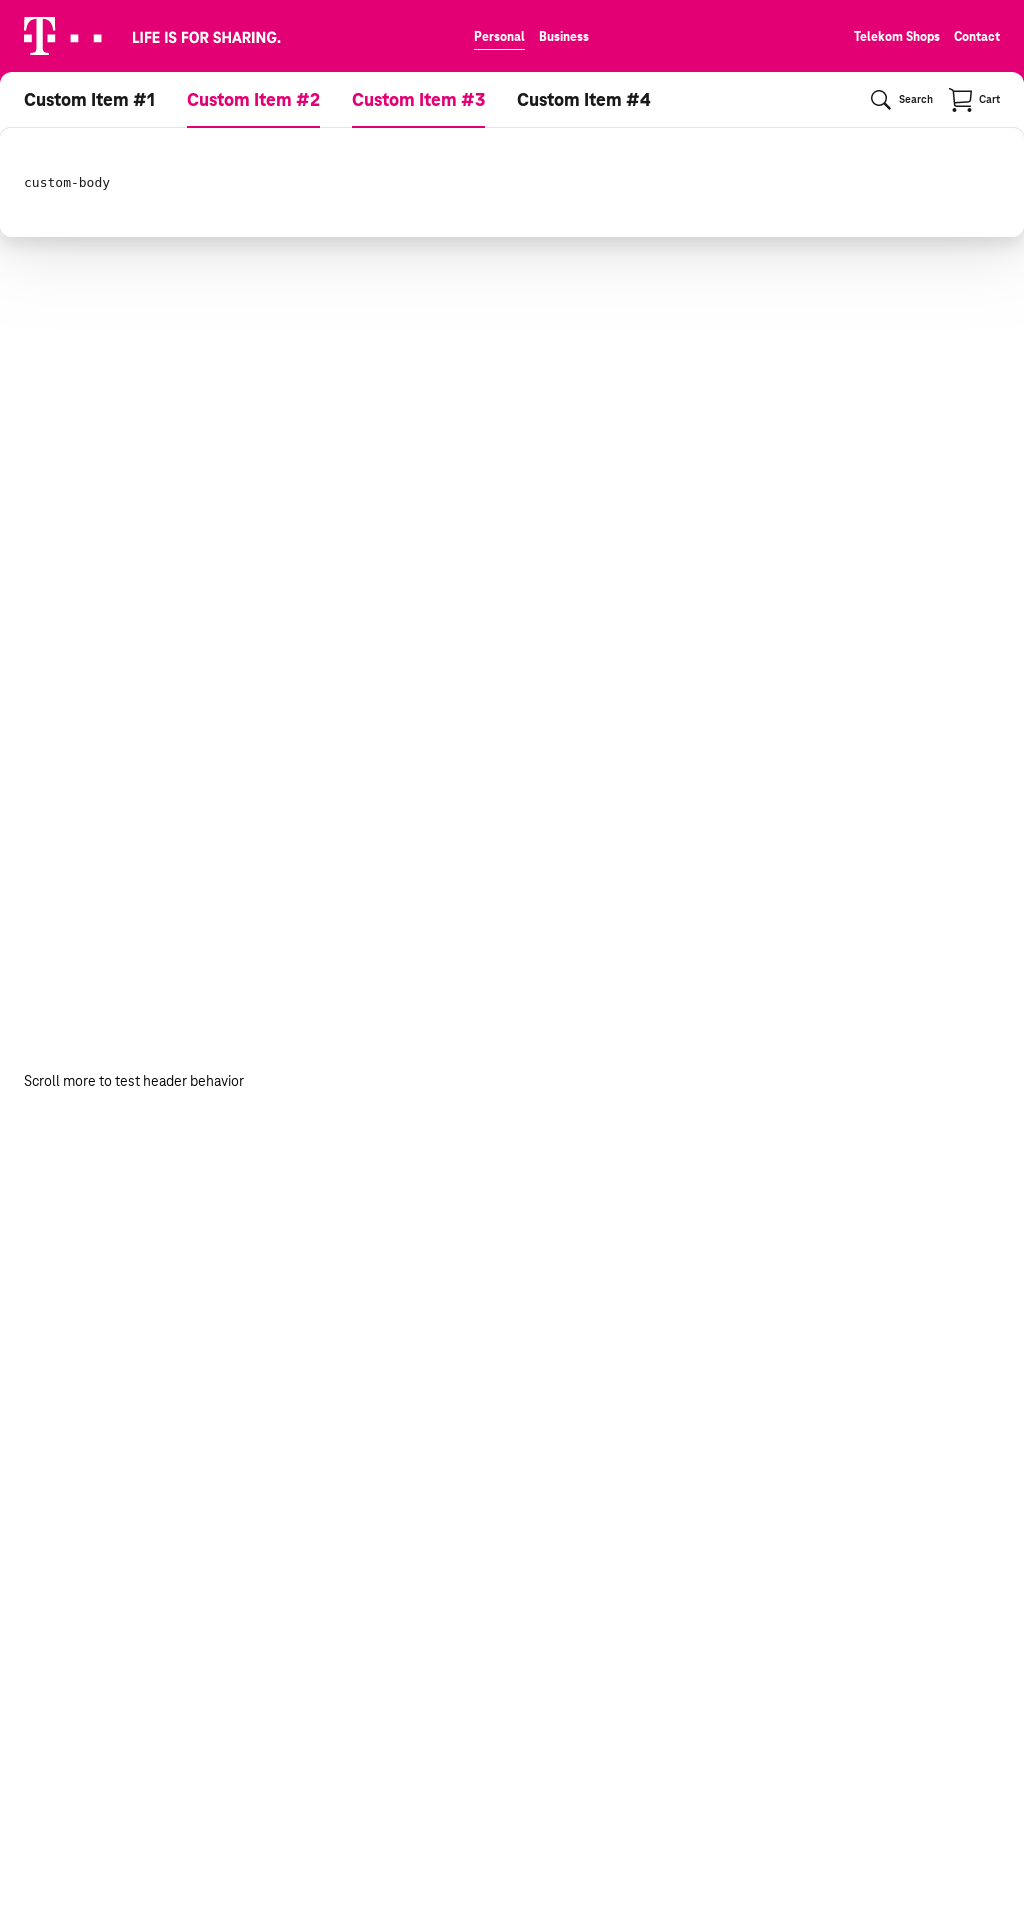 T
LIFE IS FOR SHARING.
Personal Business
Telekom Shops Contact
Custom Item #1 Custom Item #2 Custom Item #3 Custom Item #4
Search Cart
custom-body
Scroll more to test header behavior